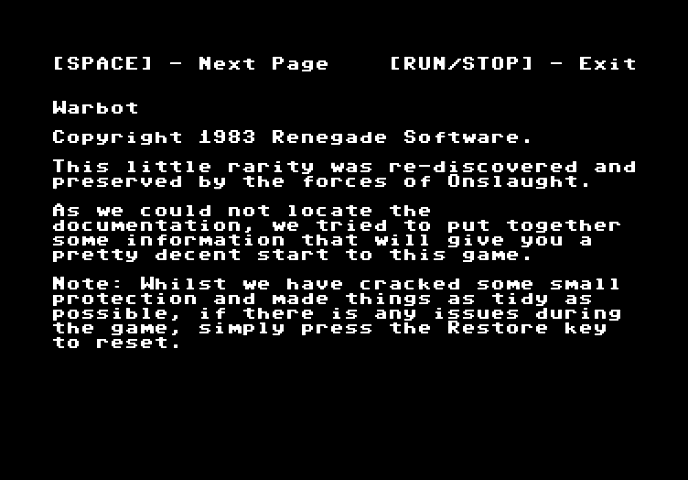 [SPACE] - Next Page    [RUN/STOP] - Exit
Warbot
Copyright 1983 Renegade Software.
This little rarity was re-discovered and
preserved by the forces of Onslaught.
As we could not locate the
documentation, we tried to put together
some information that will give you a
pretty decent start to this game.
Note: Whilst we have cracked some small
protection and made things as tidy as
possible, if there is any issues during
the game, simply press the Restore key
to reset.